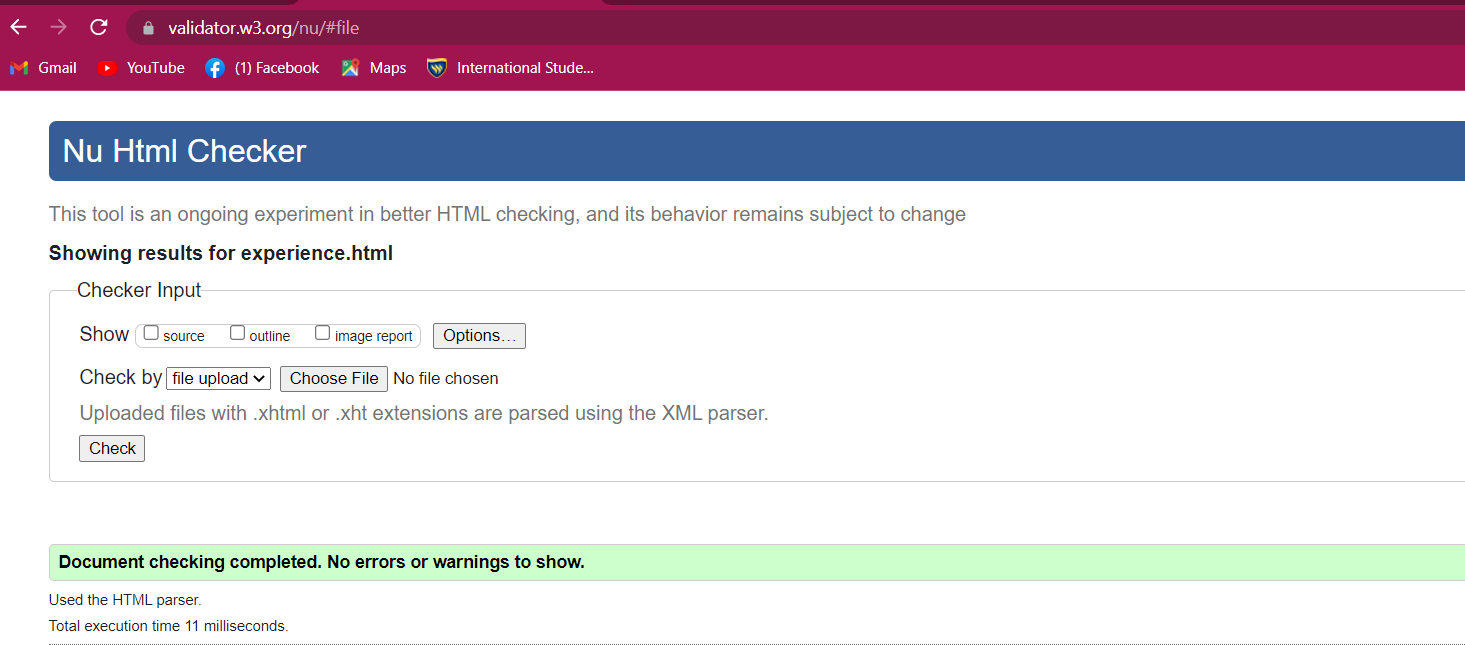 validator.w3.org/nu/#file
Gmail YouTube (1) Facebook Maps International Stude...
Nu Html Checker
This tool is an ongoing experiment in better HTML checking, and its behavior remains subject to change
Showing results for experience.html
Checker Input
Show source outline image report Options...
Check by file upload Choose File No file chosen
Uploaded files with .xhtml or .xht extensions are parsed using the XML parser.
Check
Document checking completed. No errors or warnings to show.
Used the HTML parser.
Total execution time 11 milliseconds.